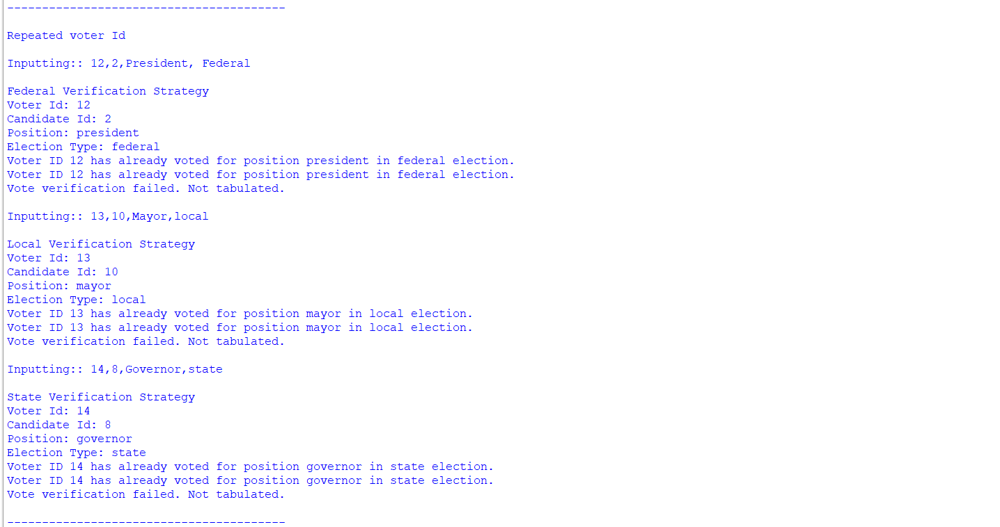 ----------------------------------------
Repeated voter Id
Inputting:: 12,2,President, Federal
Federal Verification Strategy
Voter Id: 12
Candidate Id: 2
Position: president
Election Type: federal
Voter ID 12 has already voted for position president in federal election.
Voter ID 12 has already voted for position president in federal election.
Vote verification failed. Not tabulated.
Inputting:: 13,10,Mayor,local
Local Verification Strategy
Voter Id: 13
Candidate Id: 10
Position: mayor
Election Type: local
Voter ID 13 has already voted for position mayor in local election.
Voter ID 13 has already voted for position mayor in local election.
Vote verification failed. Not tabulated.
Inputting:: 14,8,Governor,state
State Verification Strategy
Voter Id: 14
Candidate Id: 8
Position: governor
Election Type: state
Voter ID 14 has already voted for position governor in state election.
Voter ID 14 has already voted for position governor in state election.
Vote verification failed. Not tabulated.
----------------------------------------